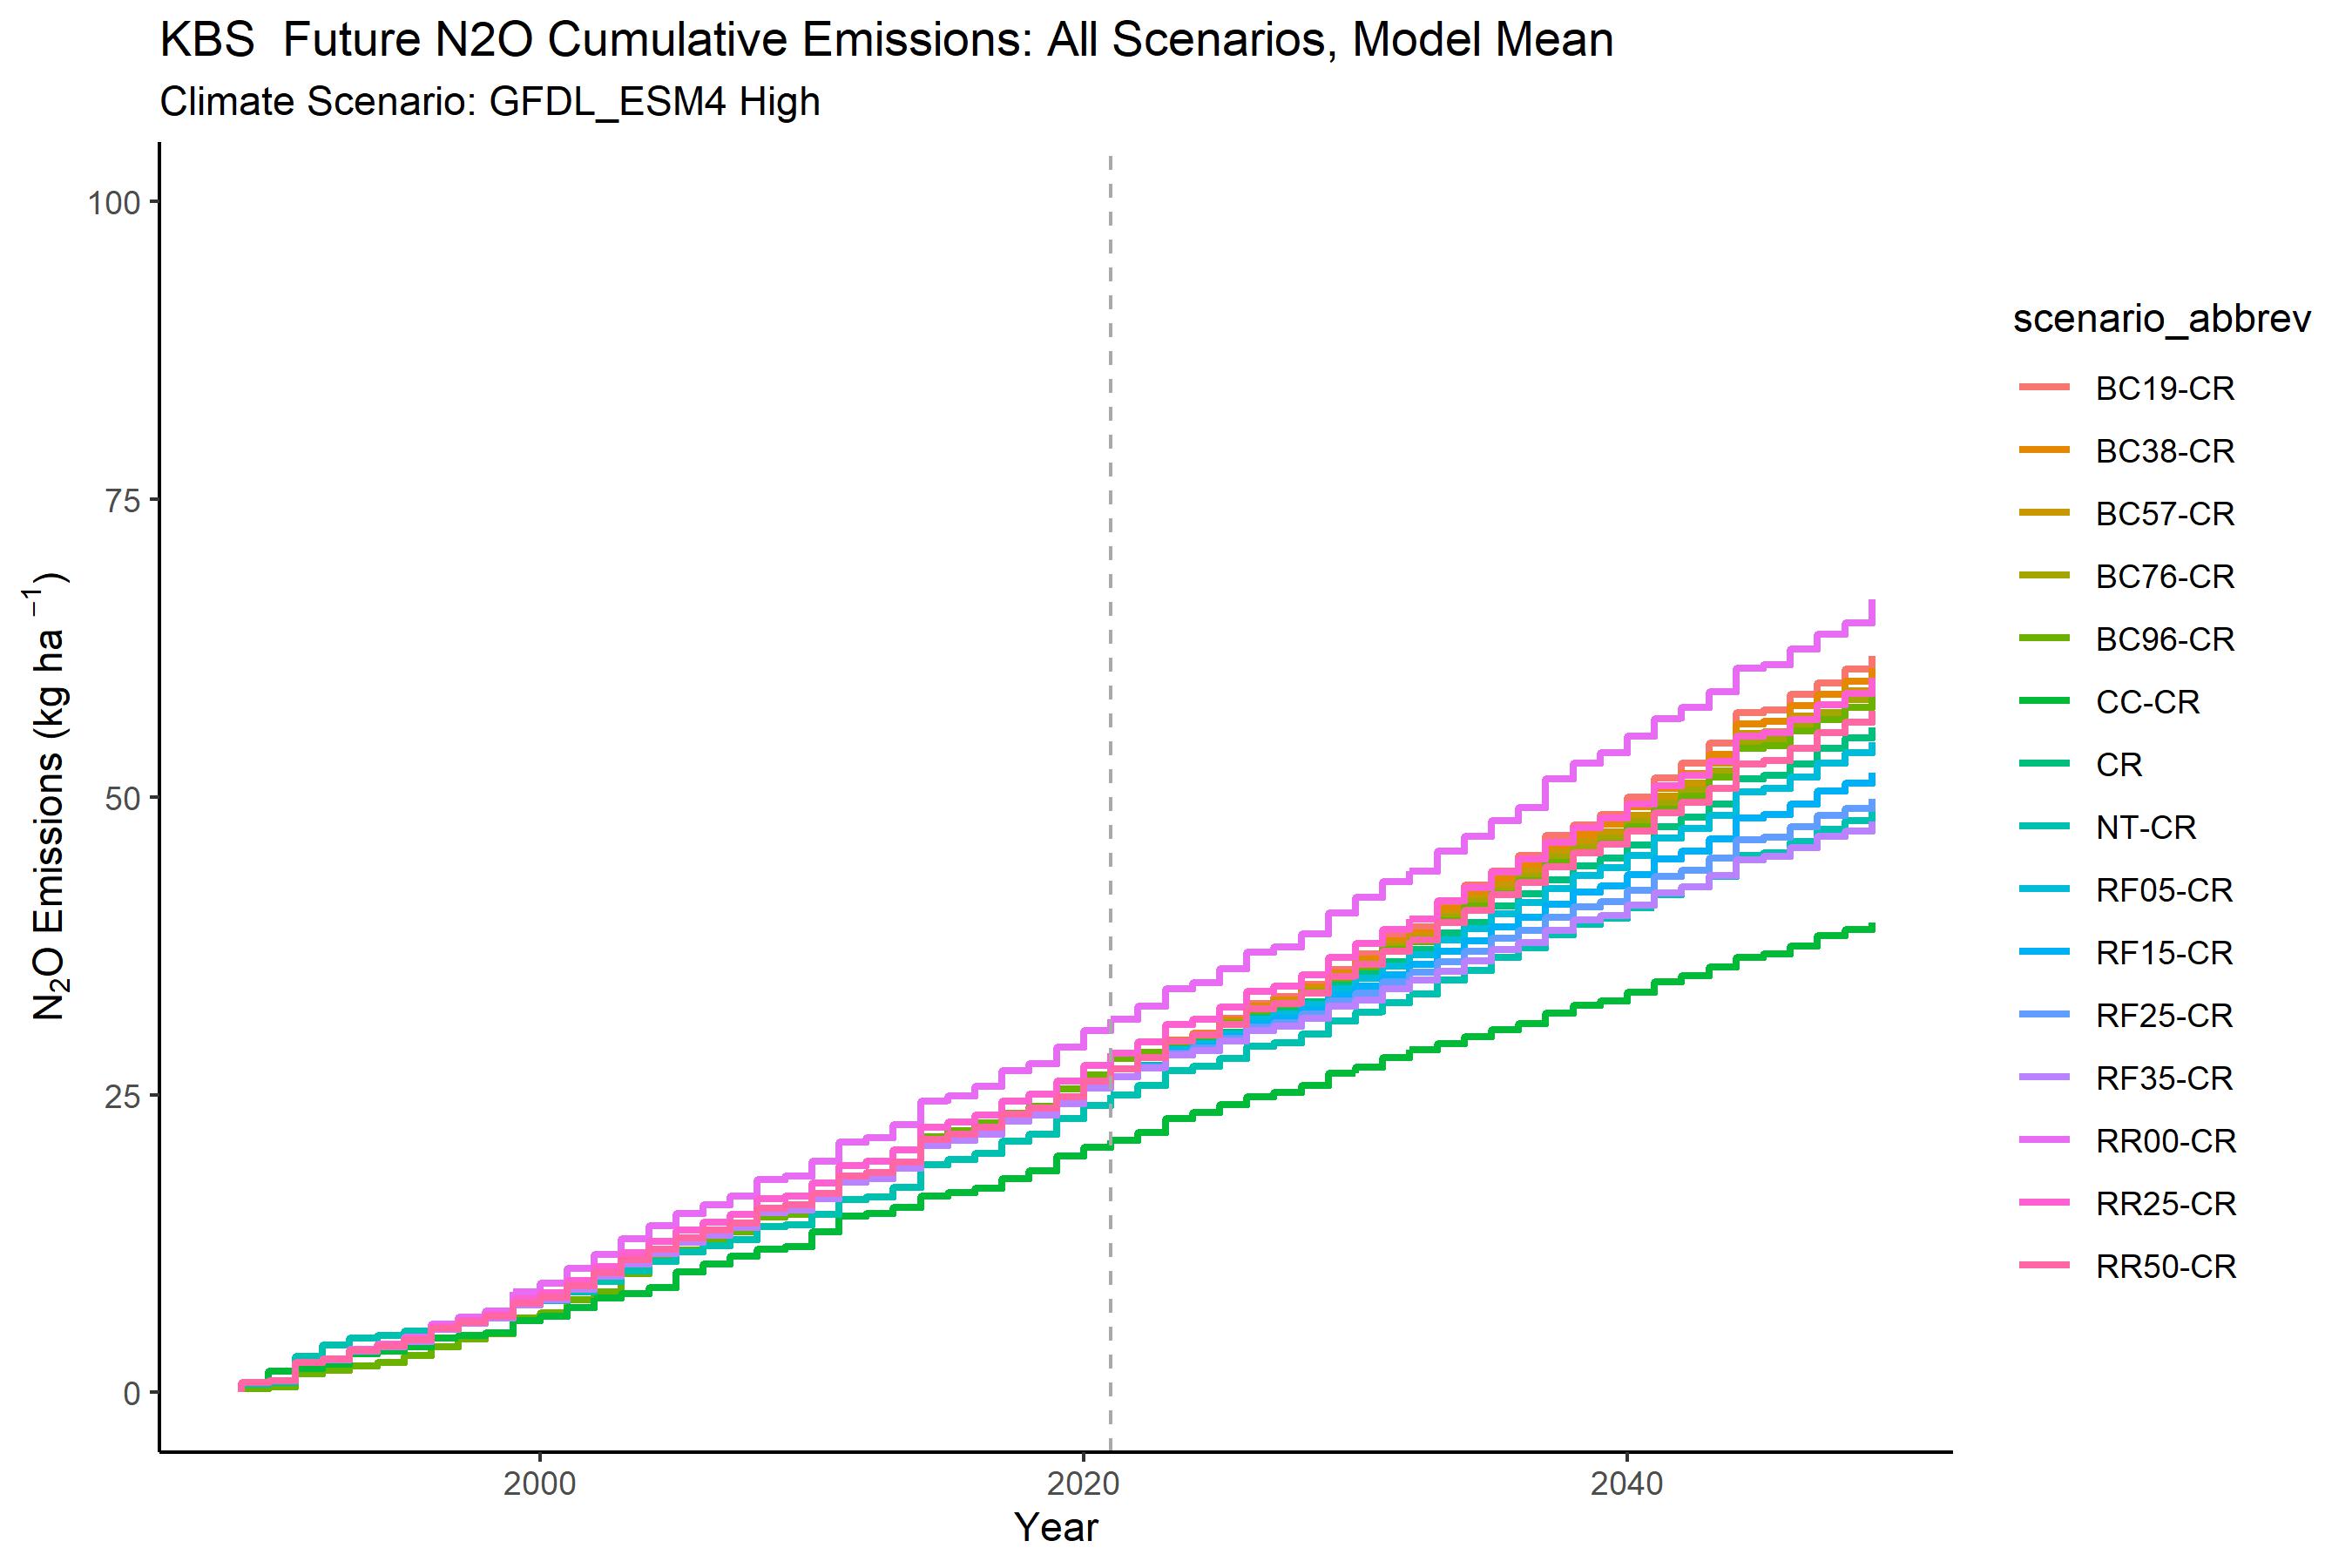 KBS  Future N2O Cumulative Emissions: All Scenarios, Model Mean
Climate Scenario: GFDL_ESM4 High
N₂O Emissions (kg ha ⁻¹)
100
75
50
25
0
2000
2020
2040
Year
scenario_abbrev
BC19-CR
BC38-CR
BC57-CR
BC76-CR
BC96-CR
CC-CR
CR
NT-CR
RF05-CR
RF15-CR
RF25-CR
RF35-CR
RR00-CR
RR25-CR
RR50-CR